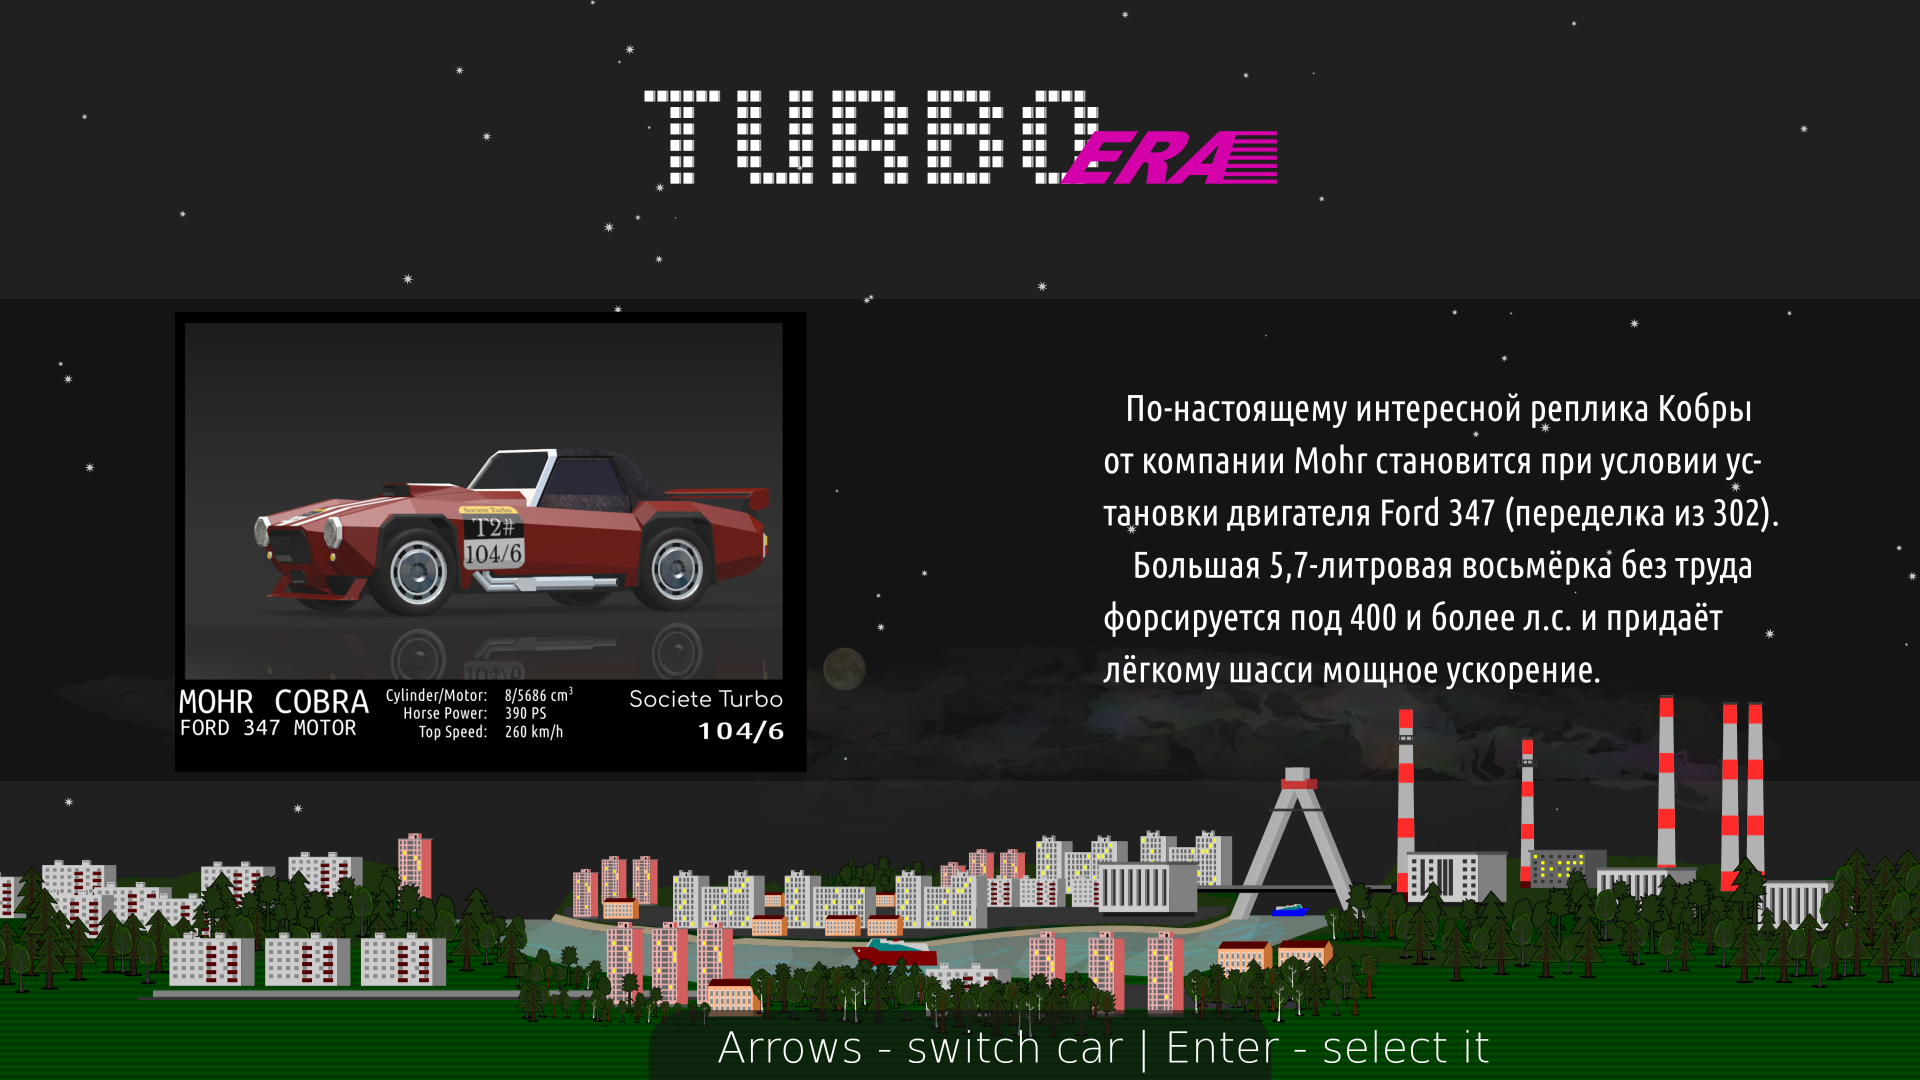 TURBO ERA
По-настоящему интересной реплика Кобры
от компании Mohr становится при условии ус-
тановки двигателя Ford 347 (переделка из 302).
Большая 5,7-литровая восьмёрка без труда
форсируется под 400 и более л.с. и придаёт
лёгкому шасси мощное ускорение.
Societe Turbo
T2#
104/6
MOHR COBRA
FORD 347 MOTOR
Cylinder/Motor: 8/5686 cm³
Horse Power: 390 PS
Top Speed: 260 km/h
Societe Turbo
104/6
Arrows - switch car | Enter - select it